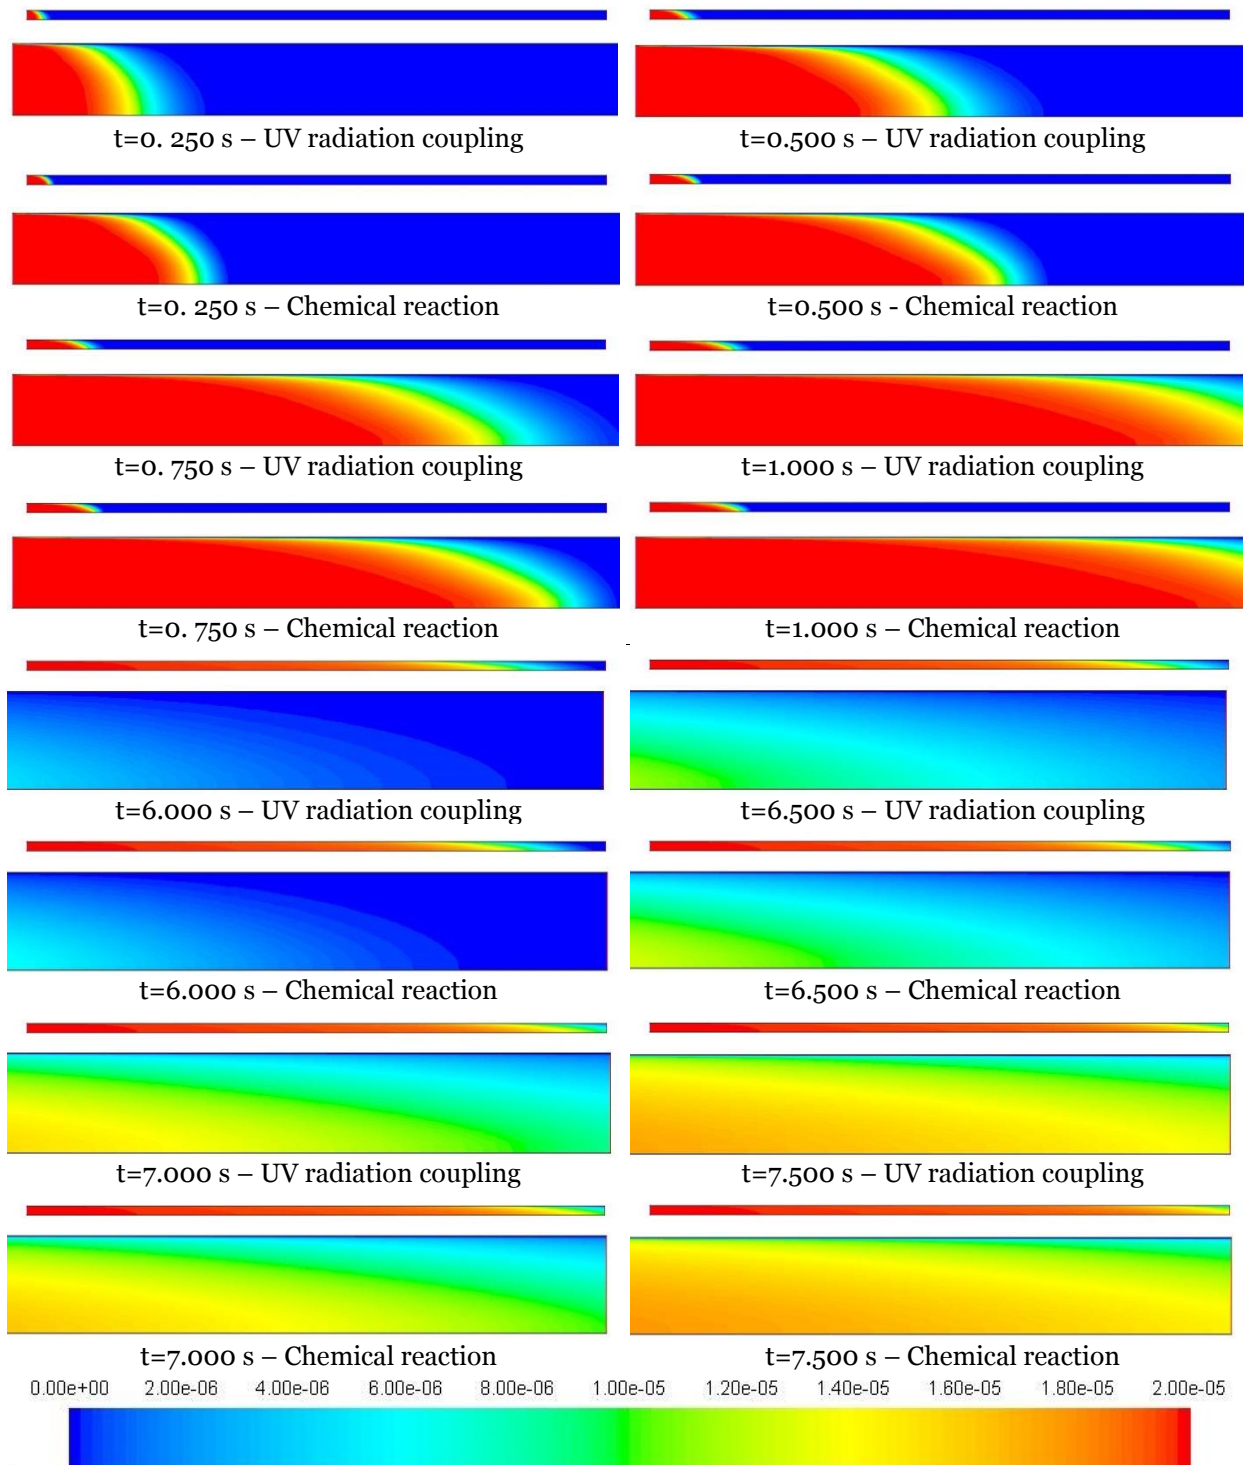 t=0. 250 s – UV radiation coupling
t=0.500 s – UV radiation coupling
t=0. 250 s – Chemical reaction
t=0.500 s - Chemical reaction
t=0. 750 s – UV radiation coupling
t=1.000 s – UV radiation coupling
t=0. 750 s – Chemical reaction
t=1.000 s – Chemical reaction
t=6.000 s – UV radiation coupling
t=6.500 s – UV radiation coupling
t=6.000 s – Chemical reaction
t=6.500 s – Chemical reaction
t=7.000 s – UV radiation coupling
t=7.500 s – UV radiation coupling
t=7.000 s – Chemical reaction
t=7.500 s – Chemical reaction
0.00e+00 2.00e-06 4.00e-06 6.00e-06 8.00e-06 1.00e-05 1.20e-05 1.40e-05 1.60e-05 1.80e-05 2.00e-05